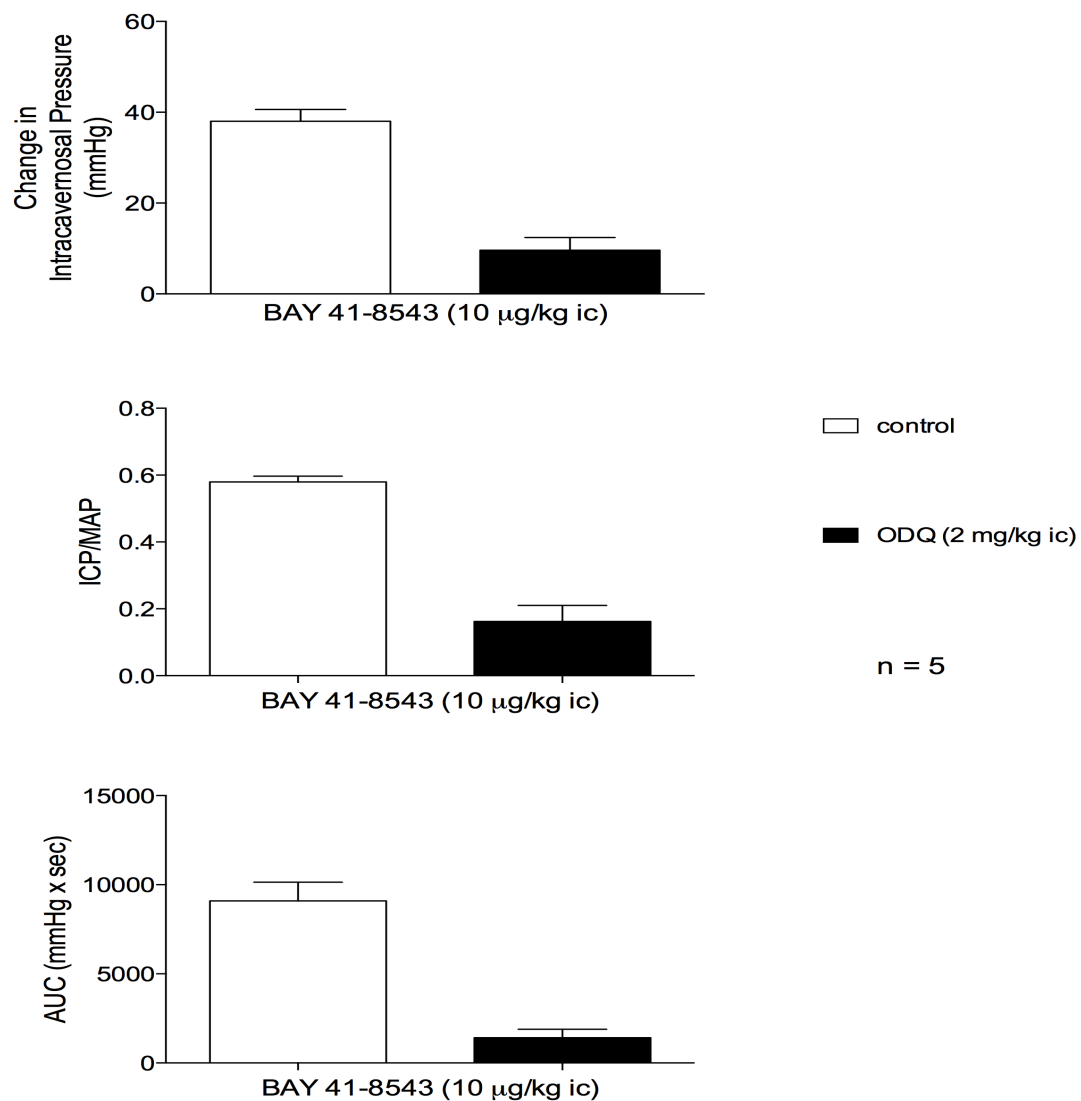 Change in
Intracavernosal Pressure
(mmHg)
60
40
20
0
BAY 41-8543 (10 μg/kg ic)
ICP/MAP
0.8
0.6
0.4
0.2
0.0
BAY 41-8543 (10 μg/kg ic)
control
ODQ (2 mg/kg ic)
n = 5
AUC (mmHg x sec)
15000
10000
5000
0
BAY 41-8543 (10 μg/kg ic)